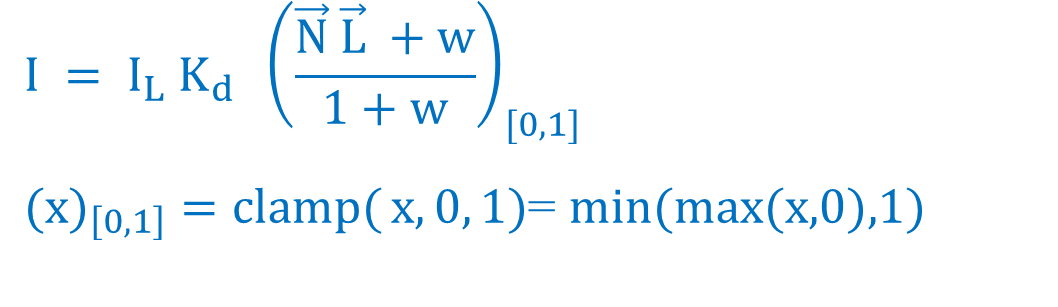 I = I_L K_d ( (N⃗ L⃗ + w) / (1 + w) )_[0,1]
(x)_[0,1] = clamp( x, 0, 1)= min(max(x,0),1)